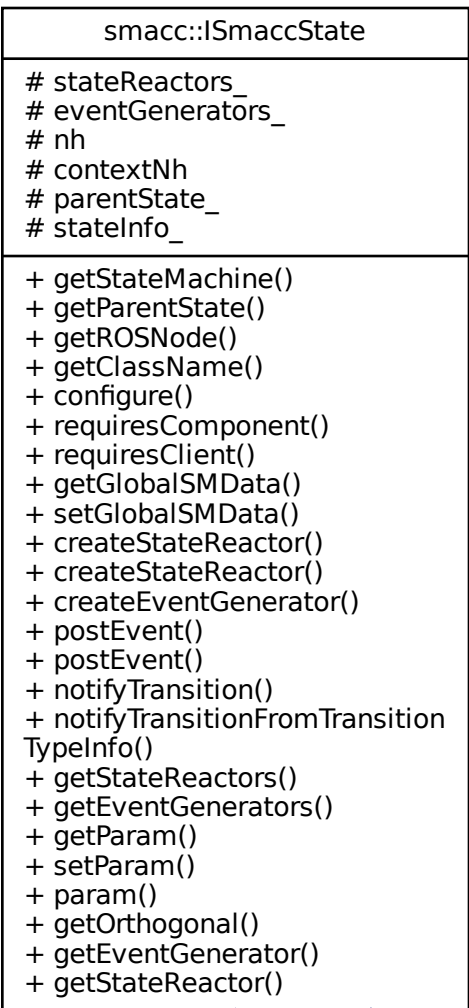 smacc::ISmaccState
# stateReactors_
# eventGenerators_
# nh
# contextNh
# parentState_
# stateInfo_
+ getStateMachine()
+ getParentState()
+ getROSNode()
+ getClassName()
+ configure()
+ requiresComponent()
+ requiresClient()
+ getGlobalSMData()
+ setGlobalSMData()
+ createStateReactor()
+ createStateReactor()
+ createEventGenerator()
+ postEvent()
+ postEvent()
+ notifyTransition()
+ notifyTransitionFromTransition
TypeInfo()
+ getStateReactors()
+ getEventGenerators()
+ getParam()
+ setParam()
+ param()
+ getOrthogonal()
+ getEventGenerator()
+ getStateReactor()